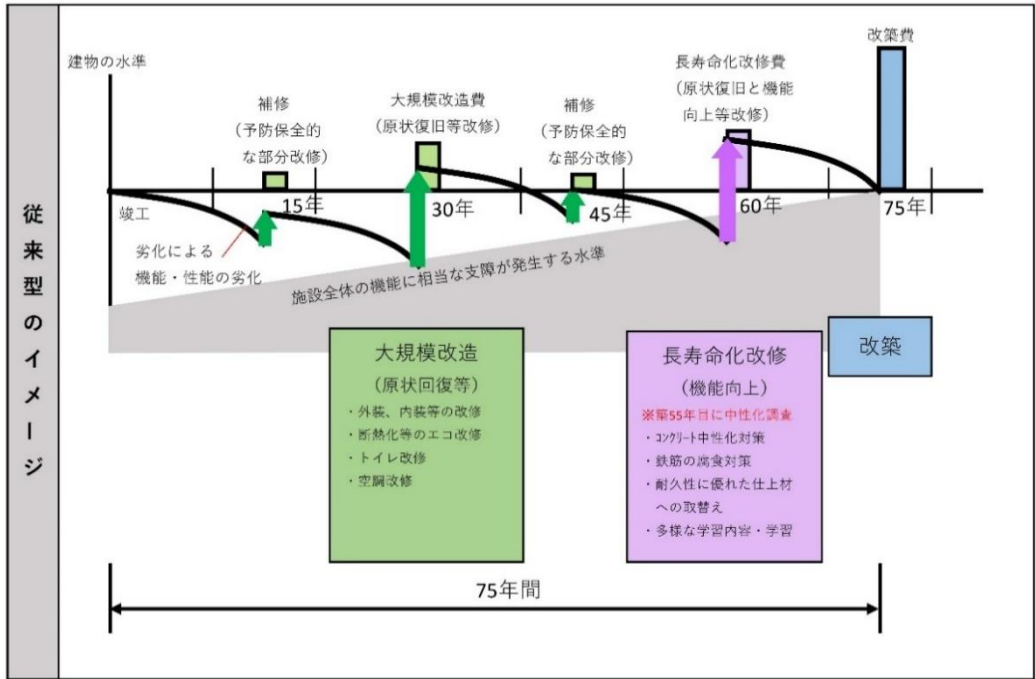 従来型のイメージ
建物の水準
補修
(予防保全的
な部分改修)
大規模改造費
(原状復旧等改修)
補修
(予防保全的
な部分改修)
長寿命化改修費
(原状復旧と機能
向上等改修)
改築費
竣工
15年
30年
45年
60年
75年
劣化による
機能・性能の劣化
施設全体の機能に相当な支障が発生する水準
大規模改造
(原状回復等)
・外装、内装等の改修
・断熱化等のエコ改修
・トイレ改修
・空調改修
長寿命化改修
(機能向上)
※築55年目に中性化調査
・ｺﾝｸﾘｰﾄ中性化対策
・鉄筋の腐食対策
・耐久性に優れた仕上材
への取替え
・多様な学習内容・学習
改築
75年間